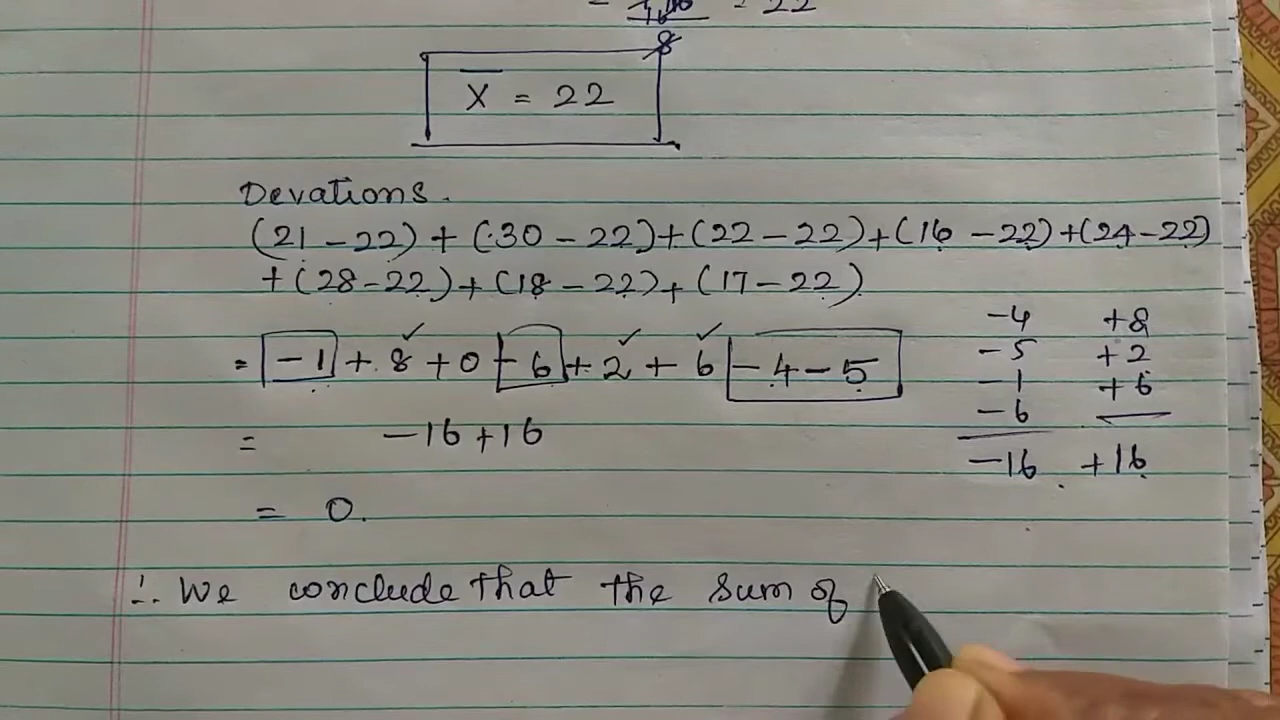 = 22
8
X̄ = 22
Devations.
(21 - 22) + (30 - 22) + (22 - 22) + (16 - 22) + (24 - 22)
+ (28 - 22) + (18 - 22) + (17 - 22)
= -1 + 8 + 0 - 6 + 2 + 6 - 4 - 5
= -16 + 16
= 0.
∴ We conclude that the sum of
-4 +8
-5 +2
-1 +6
-6
-16 +16